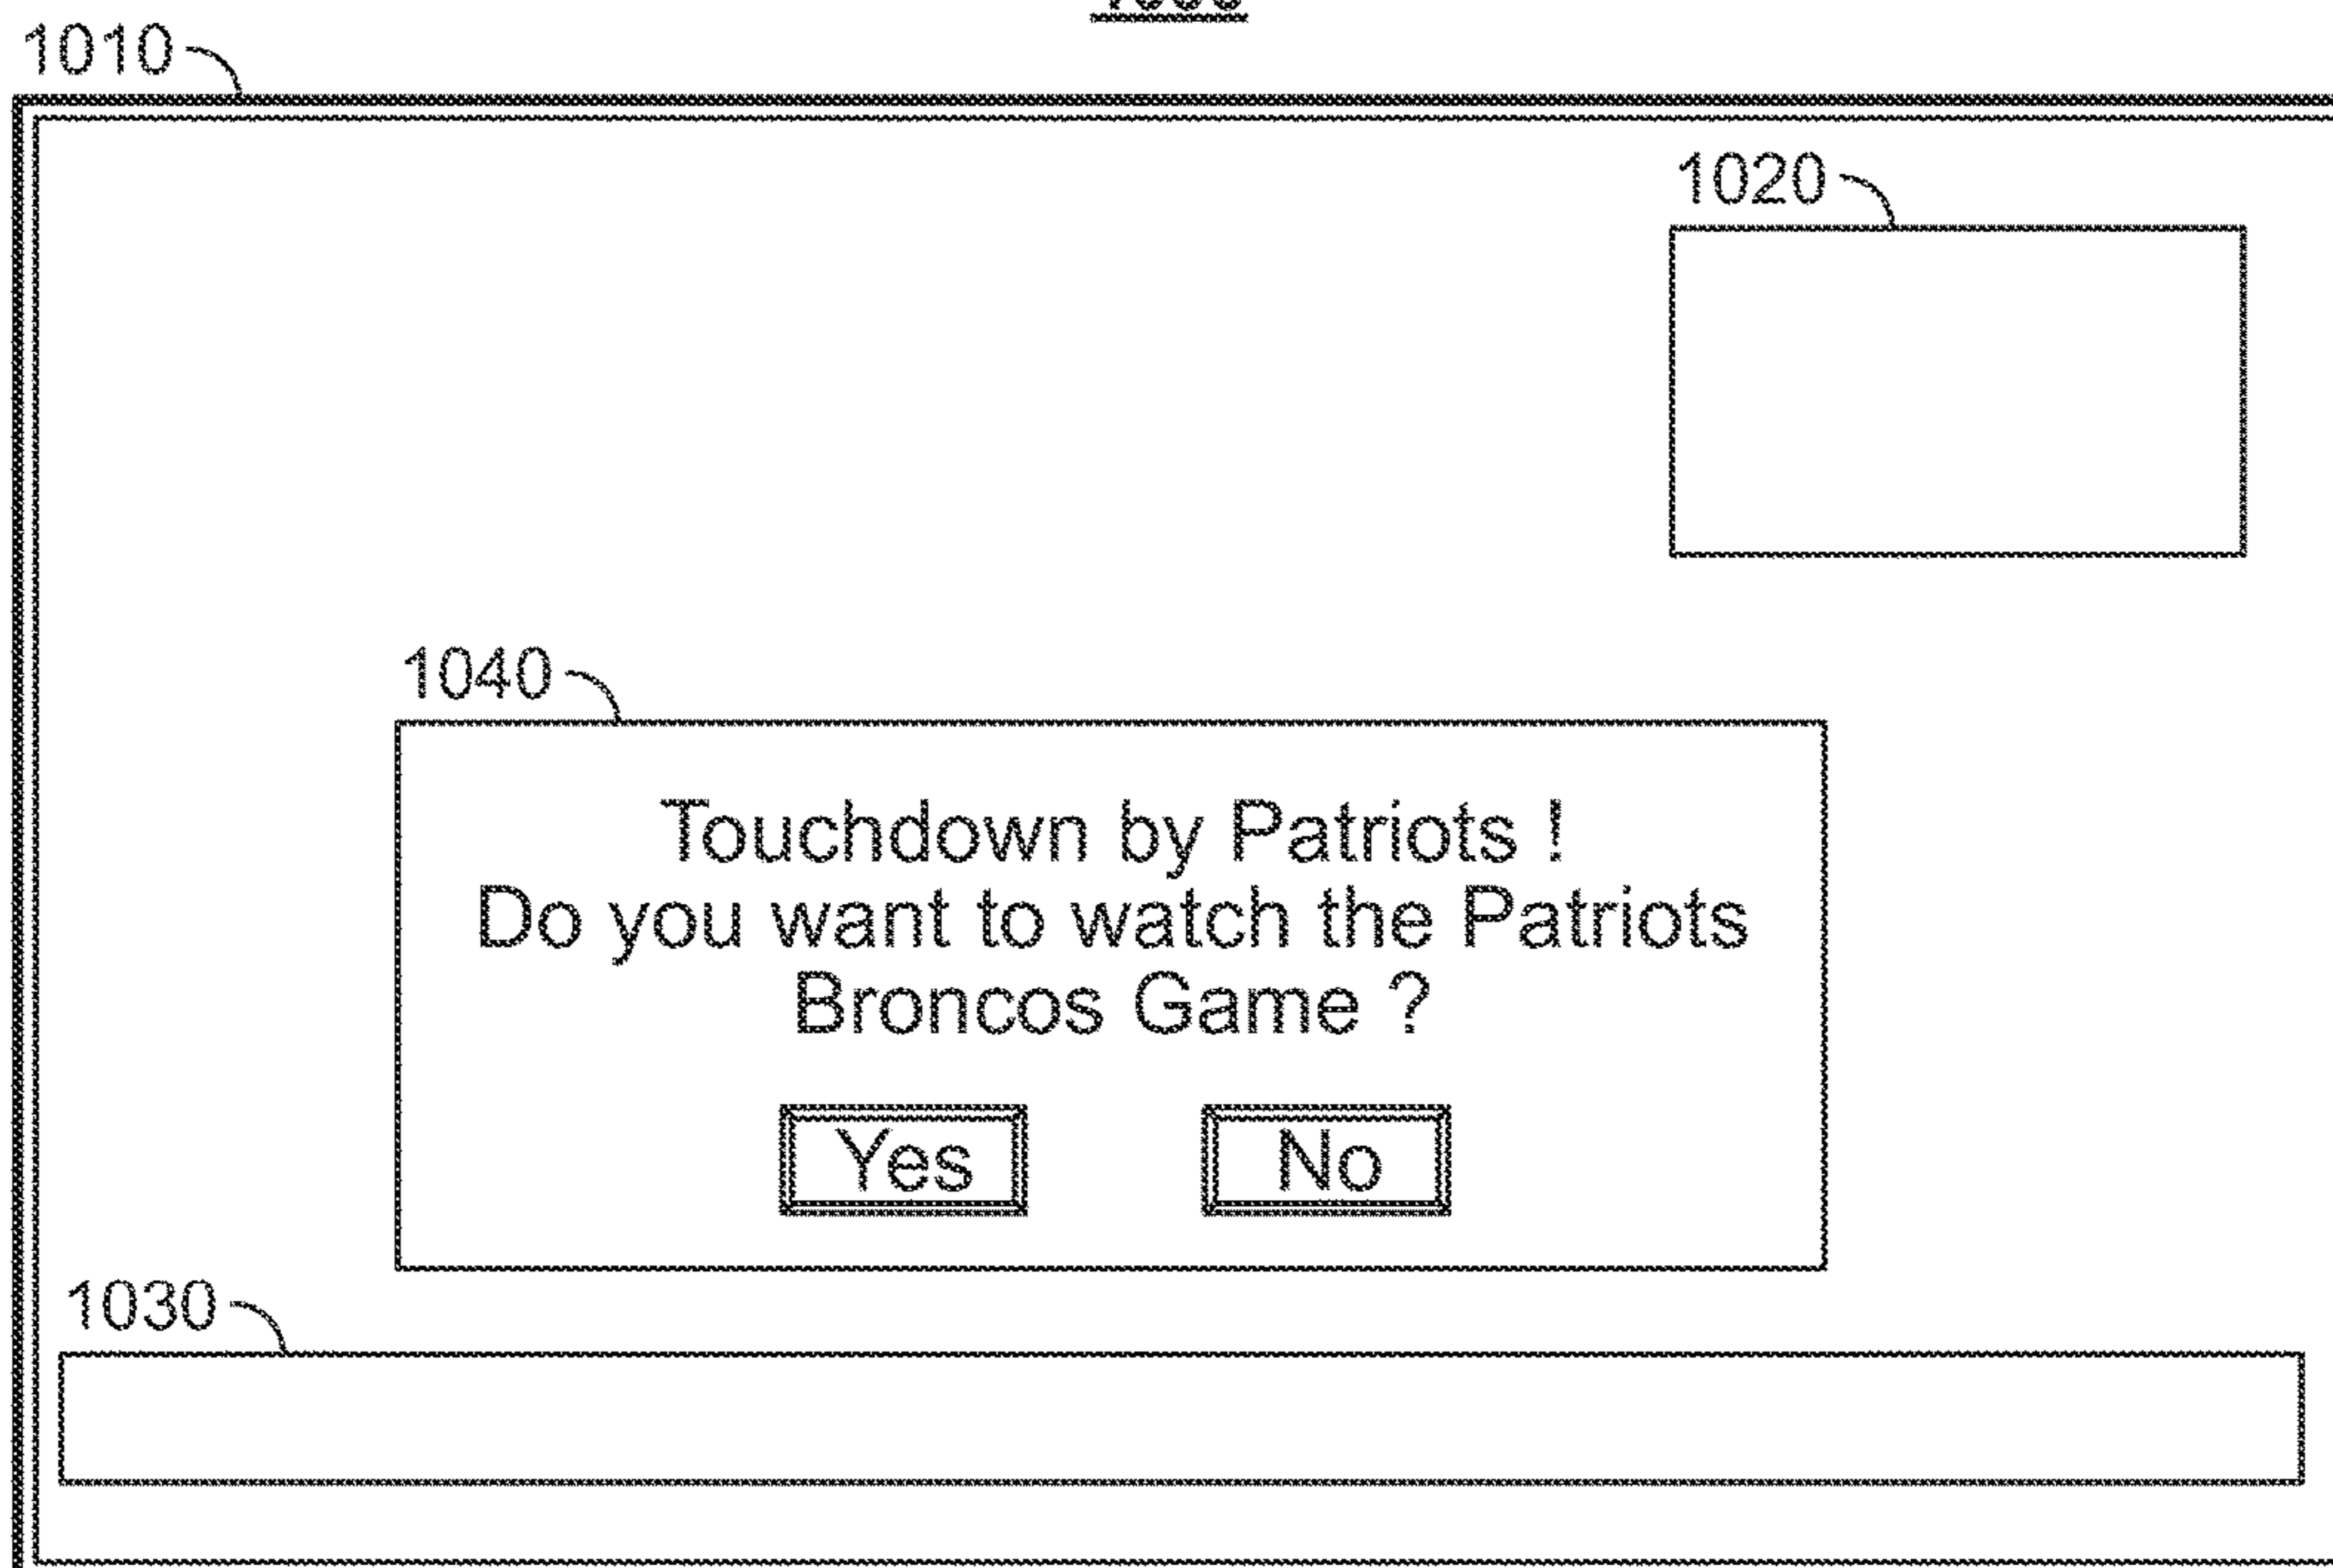 1010
1020
1040
Touchdown by Patriots !
Do you want to watch the Patriots
Broncos Game ?
Yes No
1030